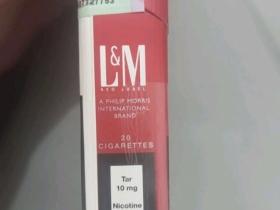 L&M
RED LABEL
A PHILIP MORRIS
INTERNATIONAL
BRAND
20
CIGARETTES
Tar
10 mg
Nicotine